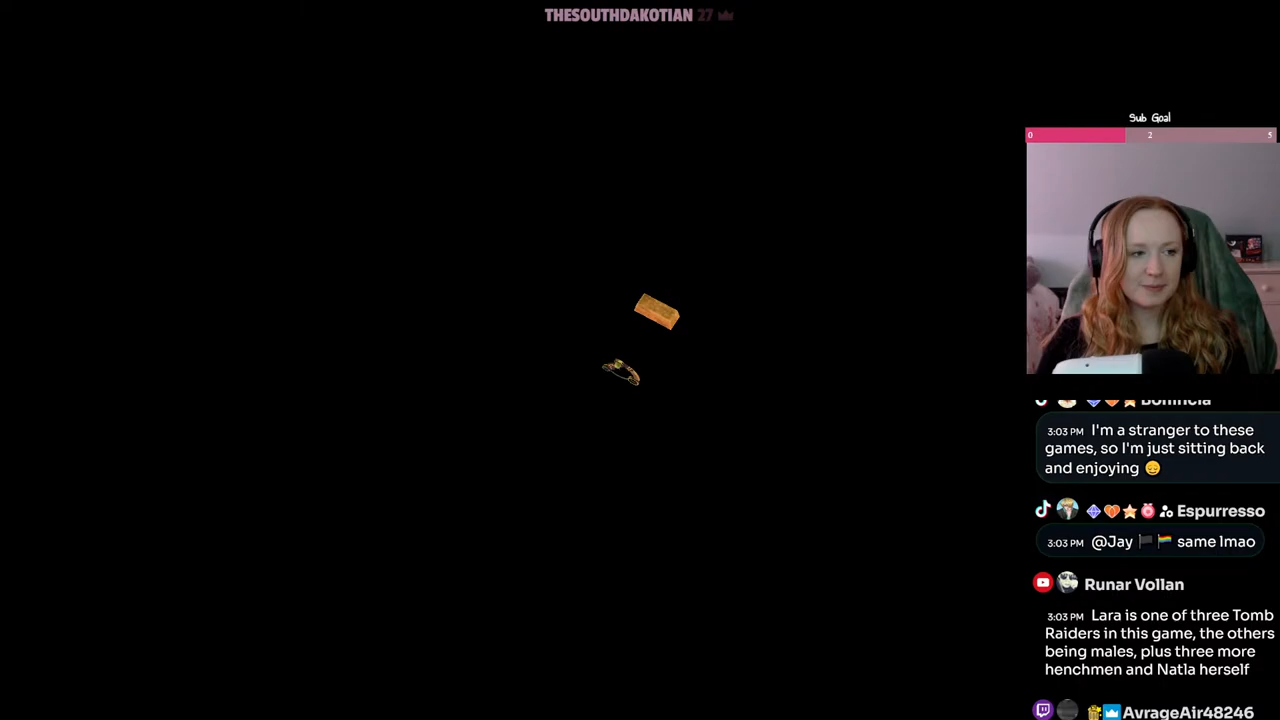 THESOUTHDAKOTIAN 27
Sub Goal
0 2 5
Bonincia
3:03 PM I'm a stranger to these
games, so I'm just sitting back
and enjoying 😌
Espurresso
3:03 PM @Jay 🏴 🏳️‍🌈 same lmao
Runar Vollan
3:03 PM Lara is one of three Tomb
Raiders in this game, the others
being males, plus three more
henchmen and Natla herself
AvrageAir48246